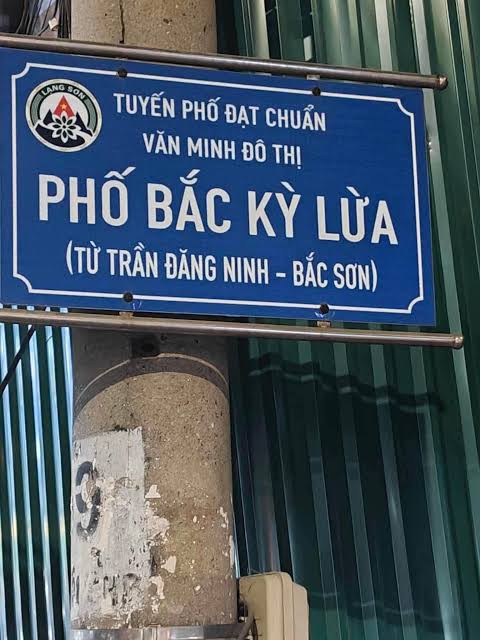 LẠNG SƠN
TUYẾN PHỐ ĐẠT CHUẨN
VĂN MINH ĐÔ THỊ
PHỐ BẮC KỲ LỪA
(TỪ TRẦN ĐĂNG NINH - BẮC SƠN)